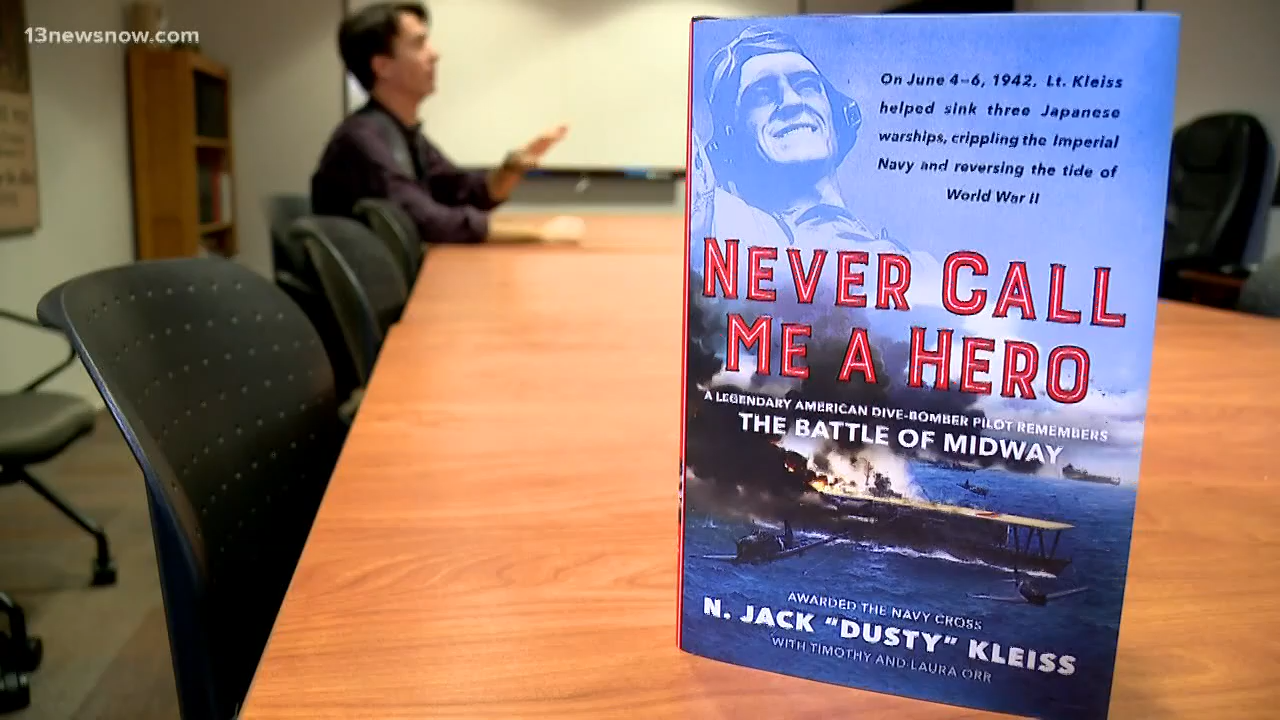 13newsnow.com
On June 4–6, 1942, Lt. Kleiss
helped sink three Japanese
warships, crippling the Imperial
Navy and reversing the tide of
World War II
NEVER CALL
ME A HERO
A LEGENDARY AMERICAN DIVE-BOMBER PILOT REMEMBERS
THE BATTLE OF MIDWAY
AWARDED THE NAVY CROSS
N. JACK "DUSTY" KLEISS
WITH TIMOTHY AND LAURA ORR